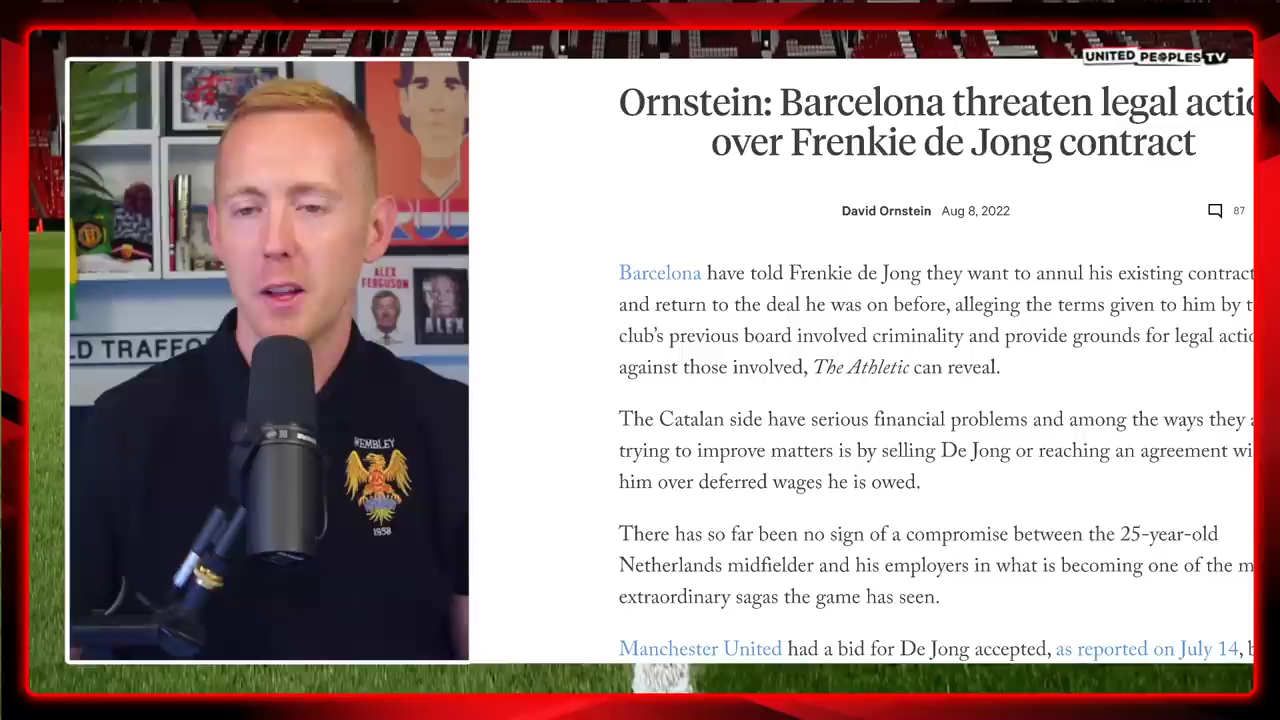 UNITED PEOPLES TV
Ornstein: Barcelona threaten legal actio
over Frenkie de Jong contract
David Ornstein Aug 8, 2022
87
Barcelona have told Frenkie de Jong they want to annul his existing contract
and return to the deal he was on before, alleging the terms given to him by t
club's previous board involved criminality and provide grounds for legal actio
against those involved, The Athletic can reveal.
The Catalan side have serious financial problems and among the ways they a
trying to improve matters is by selling De Jong or reaching an agreement wi
him over deferred wages he is owed.
There has so far been no sign of a compromise between the 25-year-old
Netherlands midfielder and his employers in what is becoming one of the m
extraordinary sagas the game has seen.
Manchester United had a bid for De Jong accepted, as reported on July 14, b
ALEX
FERGUSON
ALEX
LD TRAFFO
WEMBLEY
1958